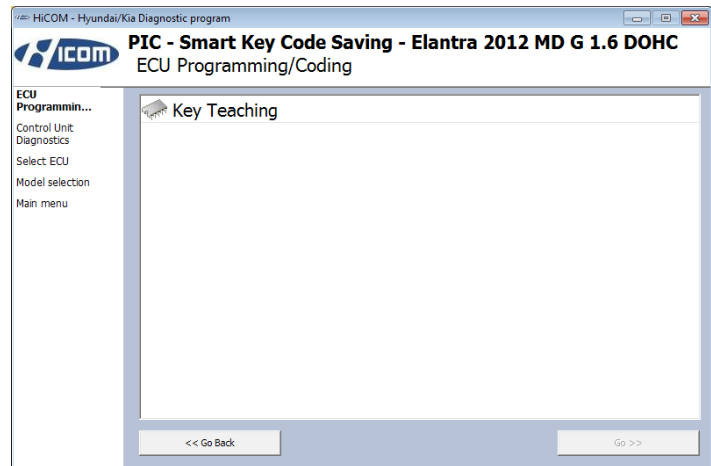 HiCOM - Hyundai/Kia Diagnostic program
HICOM
PIC - Smart Key Code Saving - Elantra 2012 MD G 1.6 DOHC
ECU Programming/Coding
ECU
Programmin...
Control Unit
Diagnostics
Select ECU
Model selection
Main menu
Key Teaching
<< Go Back
Go >>